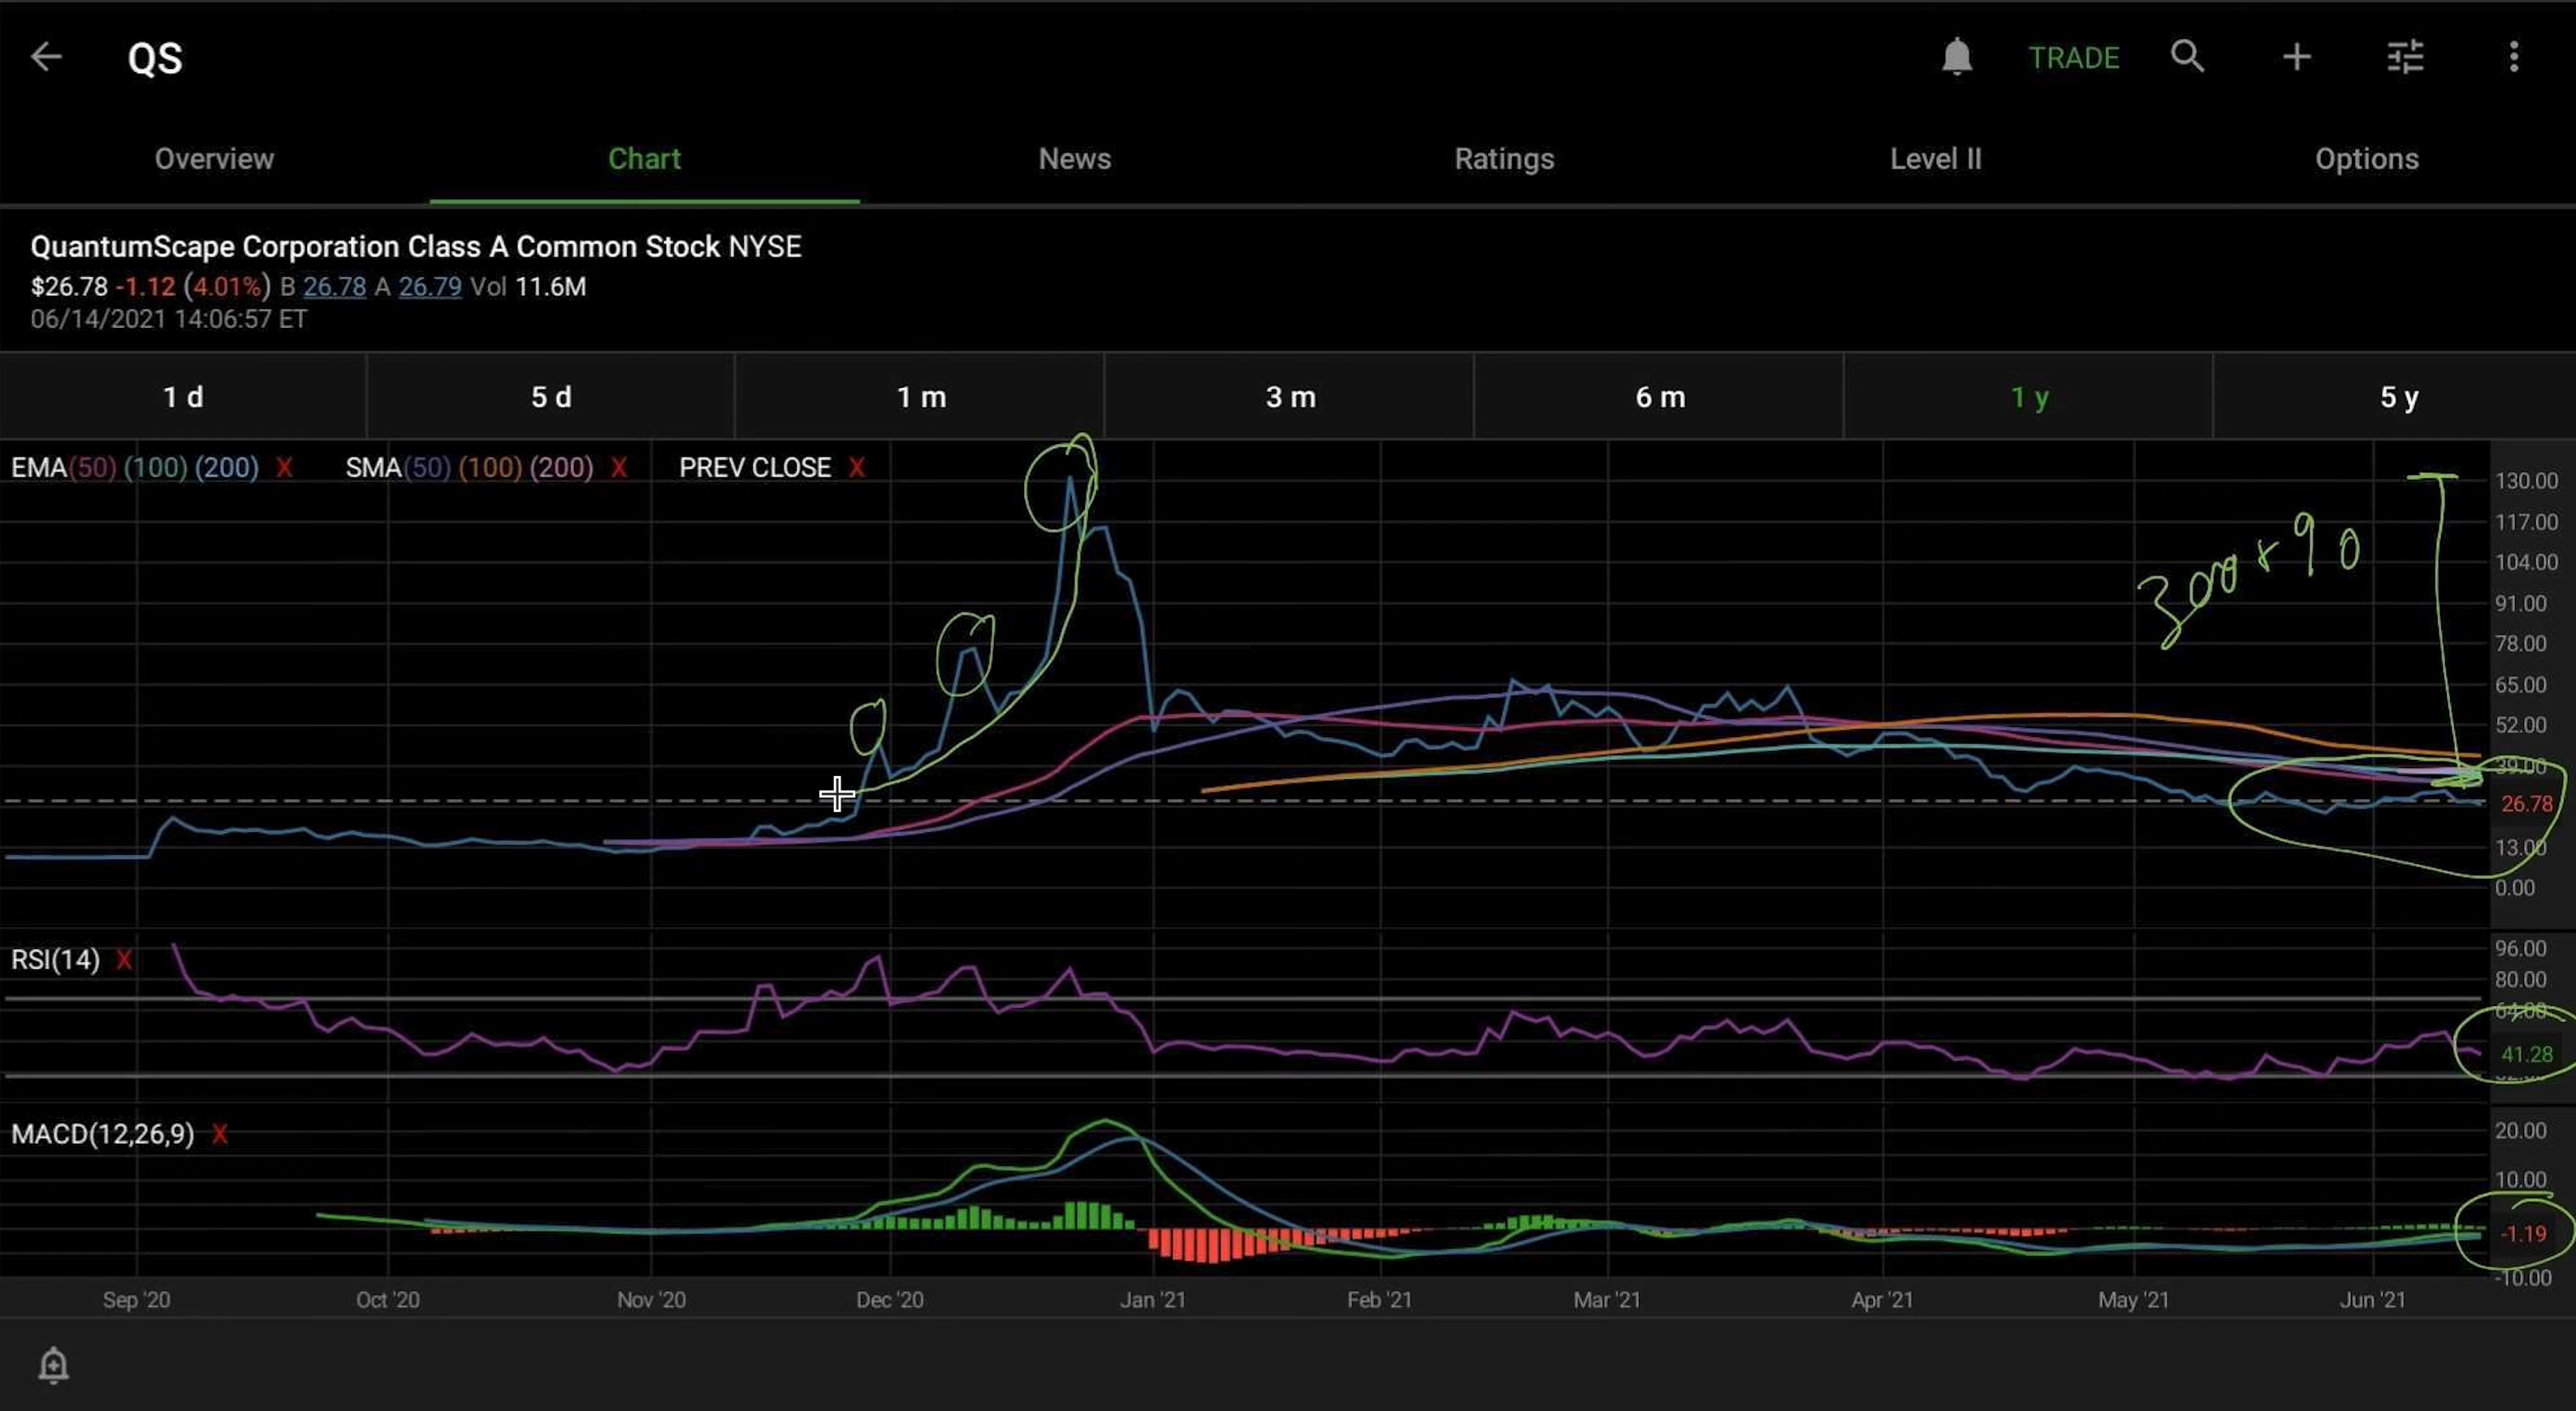 QS
TRADE
Overview Chart News Ratings Level II Options
QuantumScape Corporation Class A Common Stock NYSE
$26.78 -1.12 (4.01%) B 26.78 A 26.79 Vol 11.6M
06/14/2021 14:06:57 ET
1 d 5 d 1 m 3 m 6 m 1 y 5 y
EMA(50) (100) (200) X SMA(50) (100) (200) X PREV CLOSE X
130.00
117.00
104.00
300 + 90
91.00
78.00
65.00
52.00
39.00
26.78
13.00
0.00
RSI(14) X
96.00
80.00
64.00
41.28
MACD(12,26,9) X
20.00
10.00
-1.19
-10.00
Sep '20 Oct '20 Nov '20 Dec '20 Jan '21 Feb '21 Mar '21 Apr '21 May '21 Jun '21